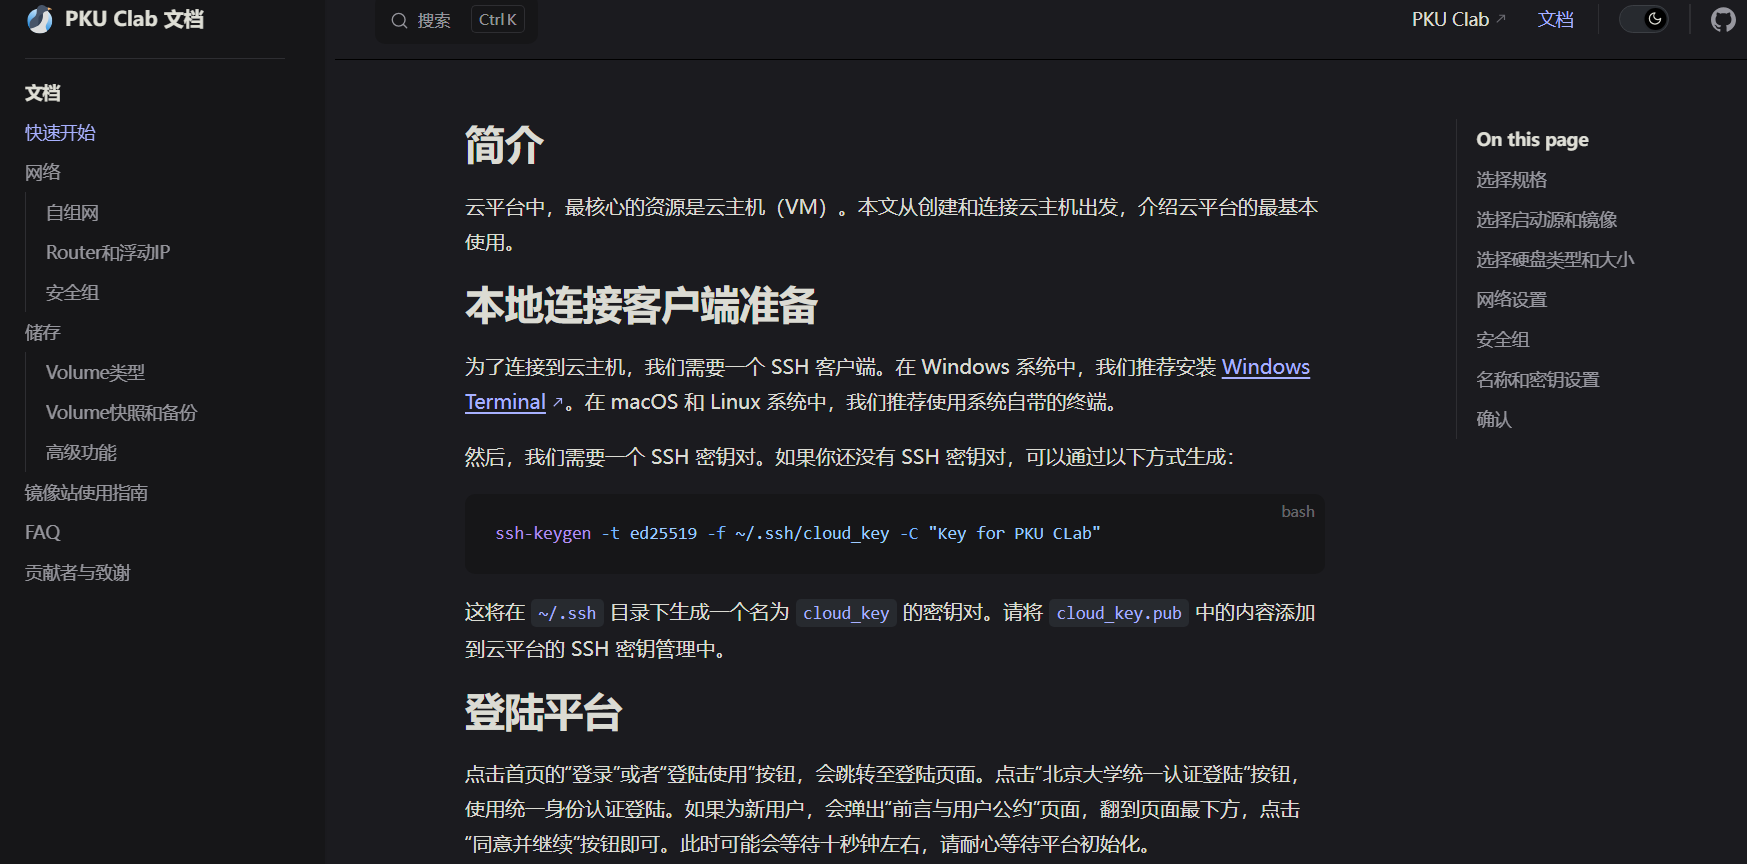 PKU Clab 文档
搜索 Ctrl K
PKU Clab
文档
文档
快速开始
网络
自组网
Router和浮动IP
安全组
储存
Volume类型
Volume快照和备份
高级功能
镜像站使用指南
FAQ
贡献者与致谢
简介
云平台中，最核心的资源是云主机（VM）。本文从创建和连接云主机出发，介绍云平台的最基本
使用。
本地连接客户端准备
为了连接到云主机，我们需要一个 SSH 客户端。在 Windows 系统中，我们推荐安装 Windows
Terminal 。在 macOS 和 Linux 系统中，我们推荐使用系统自带的终端。
然后，我们需要一个 SSH 密钥对。如果你还没有 SSH 密钥对，可以通过以下方式生成：
bash
ssh-keygen -t ed25519 -f ~/.ssh/cloud_key -C "Key for PKU CLab"
这将在 ~/.ssh 目录下生成一个名为 cloud_key 的密钥对。请将 cloud_key.pub 中的内容添加
到云平台的 SSH 密钥管理中。
登陆平台
点击首页的“登录”或者“登陆使用”按钮，会跳转至登陆页面。点击“北京大学统一认证登陆”按钮，
使用统一身份认证登陆。如果为新用户，会弹出“前言与用户公约”页面，翻到页面最下方，点击
“同意并继续”按钮即可。此时可能会等待十秒钟左右，请耐心等待平台初始化。
On this page
选择规格
选择启动源和镜像
选择硬盘类型和大小
网络设置
安全组
名称和密钥设置
确认